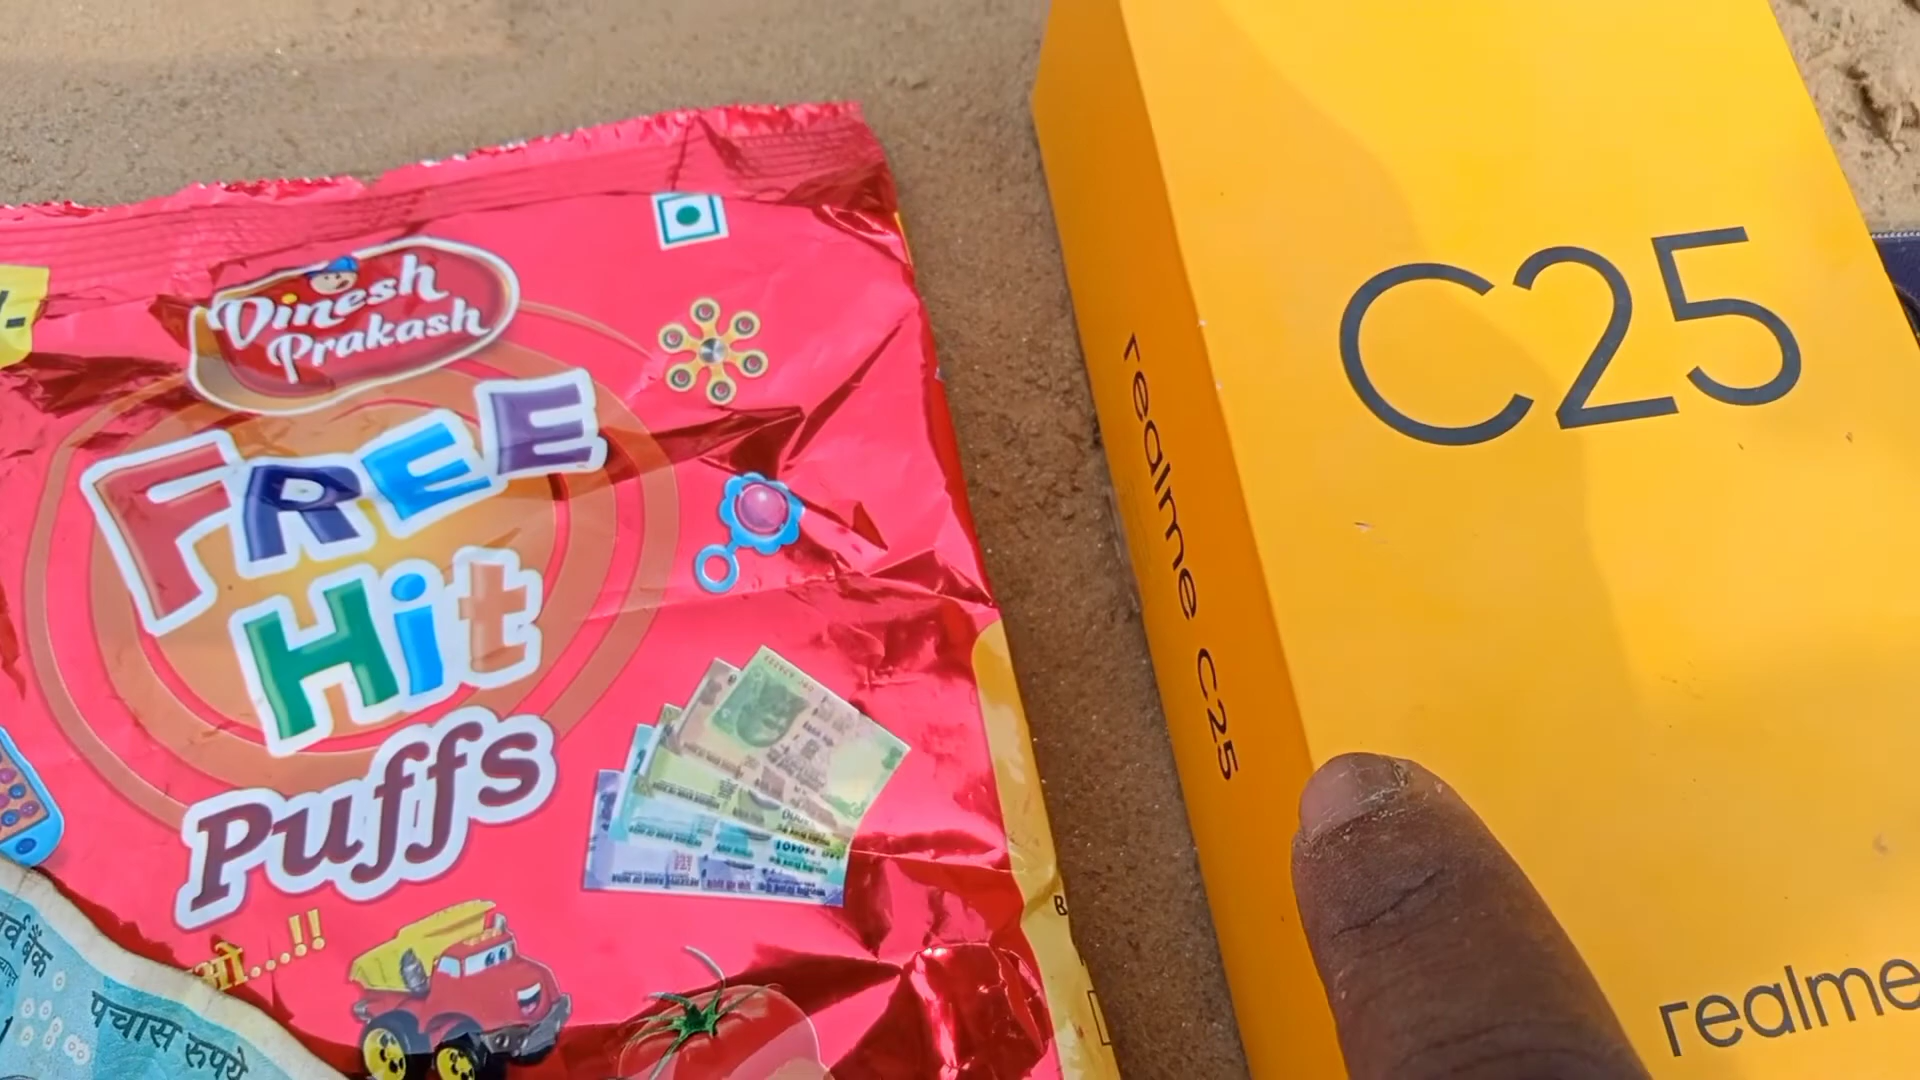 Dinesh
Prakash
FREE
Hit
Puffs
पचास रुपये
realme C25
C25
realme